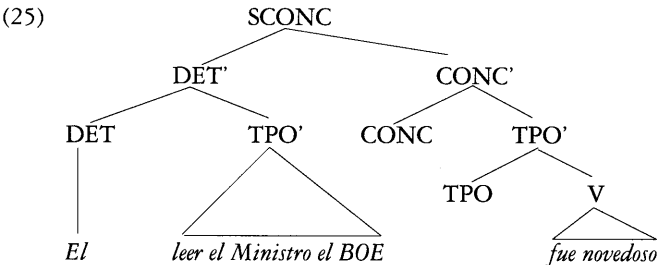 (25) SCONC
DET' CONC'
DET TPO' CONC TPO'
TPO V
El leer el Ministro el BOE fue novedoso